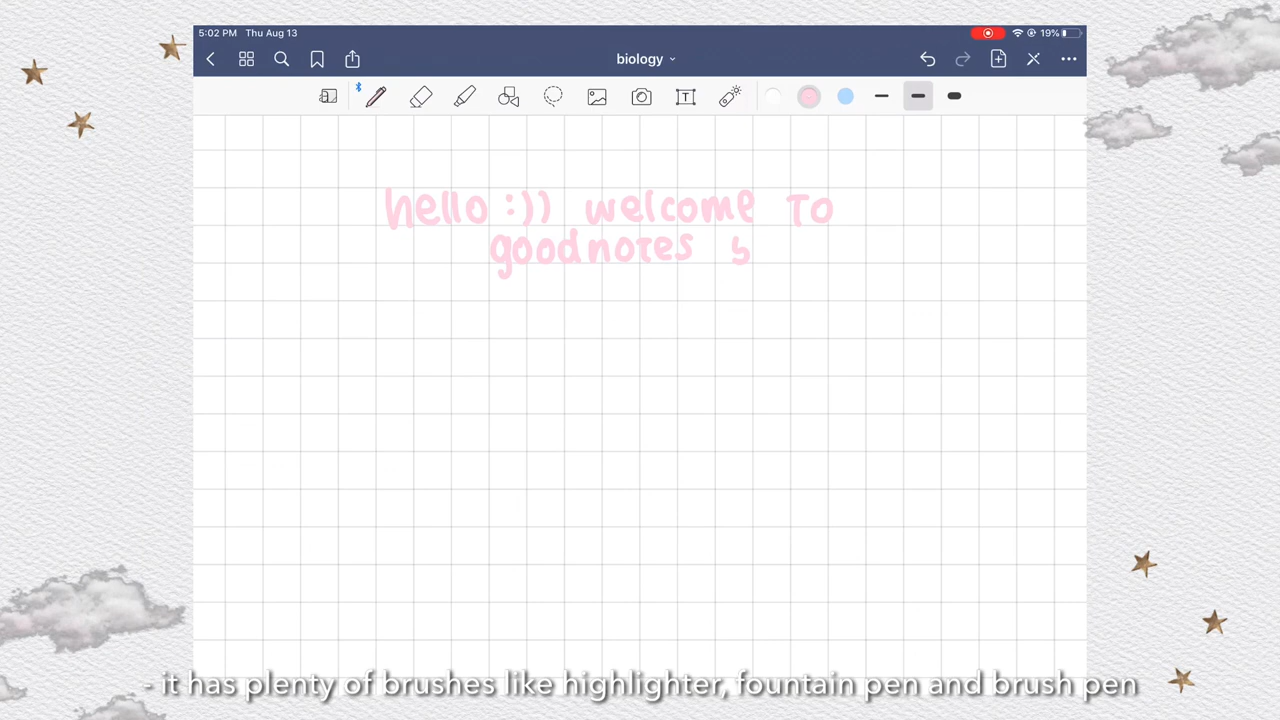 5:02 PM Thu Aug 13 19%
biology
T
hello :)) welcome To
goodnotes 5
- it has plenty of brushes like highlighter, fountain pen and brush pen